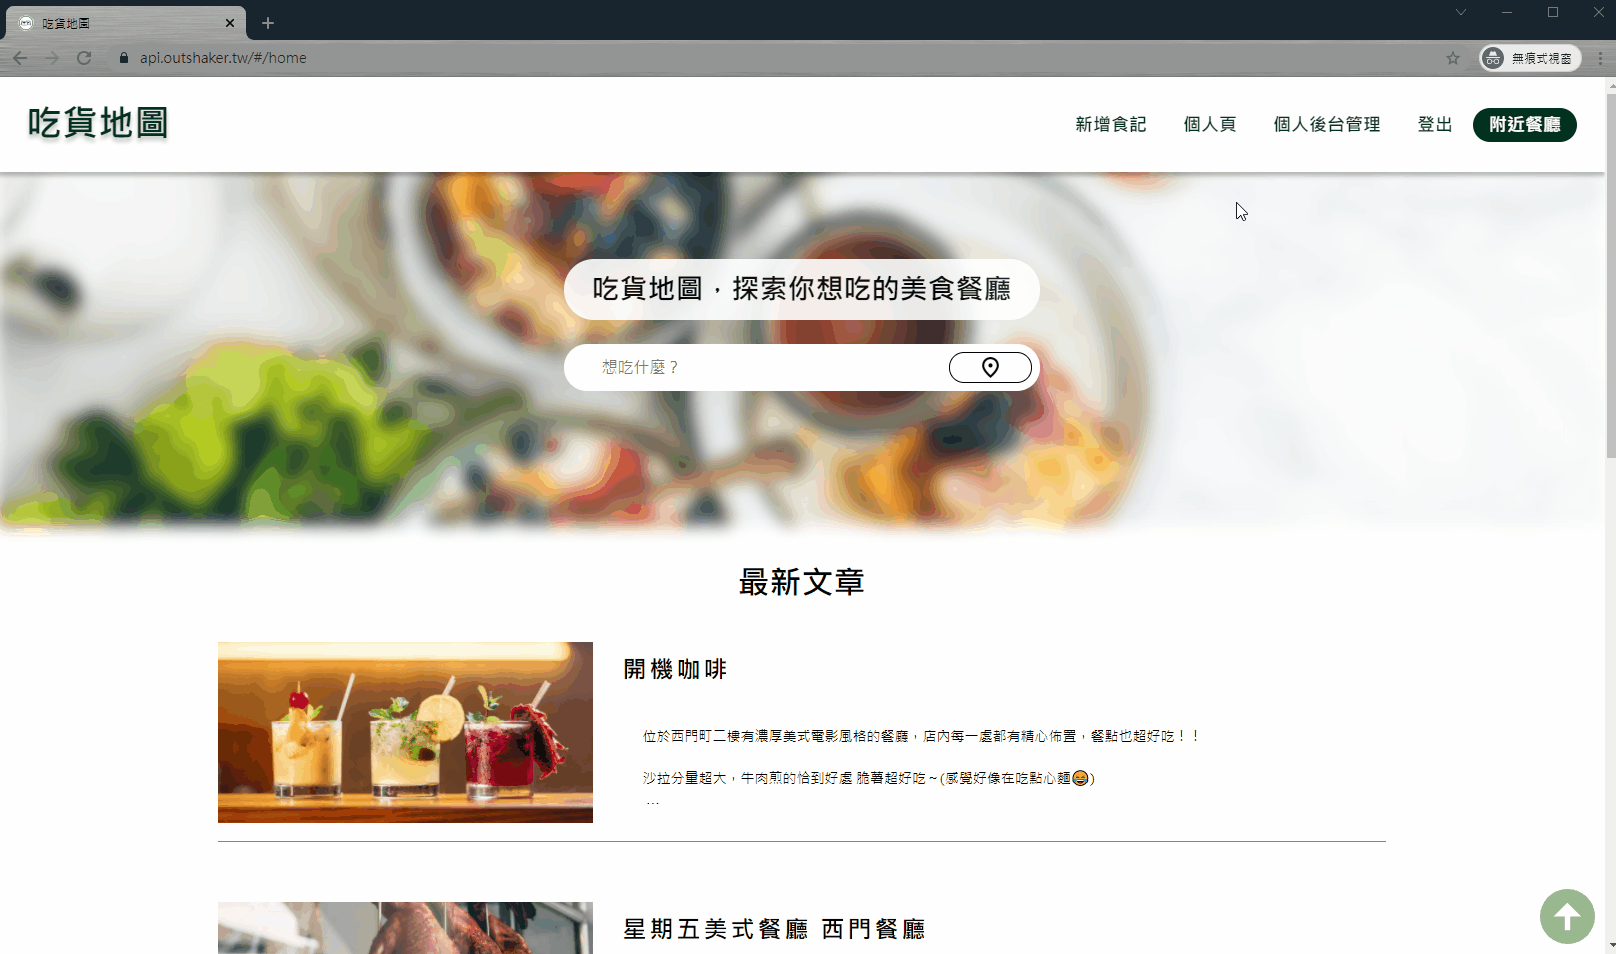 吃貨地圖
api.outshaker.tw/#/home
無痕式視窗
吃貨地圖
新增食記
個人頁
個人後台管理
登出
附近餐廳
吃貨地圖，探索你想吃的美食餐廳
想吃什麼？
最新文章
開機咖啡
位於西門町二樓有濃厚美式電影風格的餐廳，店內每一處都有精心佈置，餐點也超好吃！！
沙拉分量超大，牛肉煎的恰到好處 脆薯超好吃～(感覺好像在吃點心麵😂)
...
星期五美式餐廳 西門餐廳